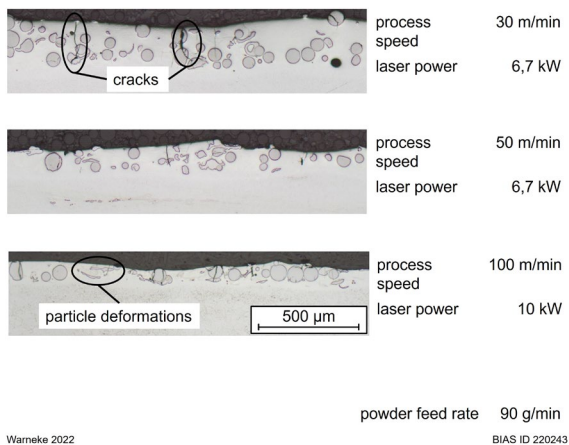 process speed 30 m/min
laser power 6,7 kW
cracks
process speed 50 m/min
laser power 6,7 kW
process speed 100 m/min
laser power 10 kW
particle deformations
500 µm
powder feed rate 90 g/min
Warneke 2022
BIAS ID 220243